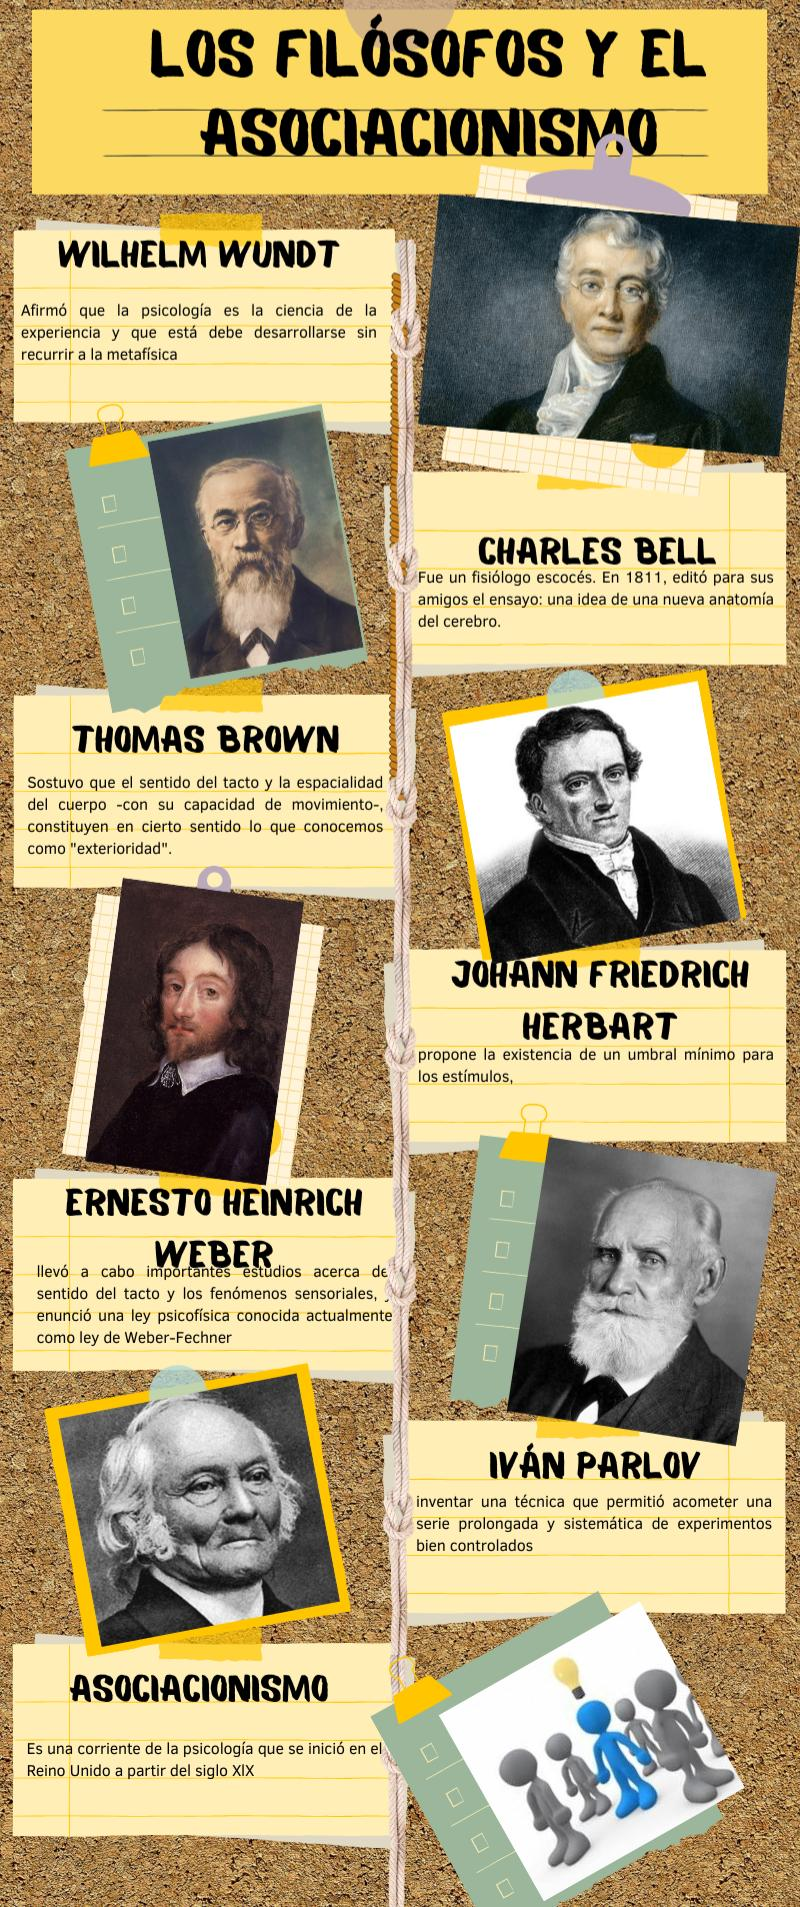 LOS FILÓSOFOS Y EL
ASOCIACIONISMO
WILHELM WUNDT
Afirmó que la psicología es la ciencia de la
experiencia y que está debe desarrollarse sin
recurrir a la metafísica
CHARLES BELL
Fue un fisiólogo escocés. En 1811, editó para sus
amigos el ensayo: una idea de una nueva anatomía
del cerebro.
THOMAS BROWN
Sostuvo que el sentido del tacto y la espacialidad
del cuerpo -con su capacidad de movimiento-,
constituyen en cierto sentido lo que conocemos
como "exterioridad".
JOHANN FRIEDRICH
HERBART
propone la existencia de un umbral mínimo para
los estímulos,
ERNESTO HEINRICH
WEBER
llevó a cabo importantes estudios acerca de
sentido del tacto y los fenómenos sensoriales,
enunció una ley psicofísica conocida actualmente
como ley de Weber-Fechner
IVÁN PARLOV
inventar una técnica que permitió acometer una
serie prolongada y sistemática de experimentos
bien controlados
ASOCIACIONISMO
Es una corriente de la psicología que se inició en el
Reino Unido a partir del siglo XlX